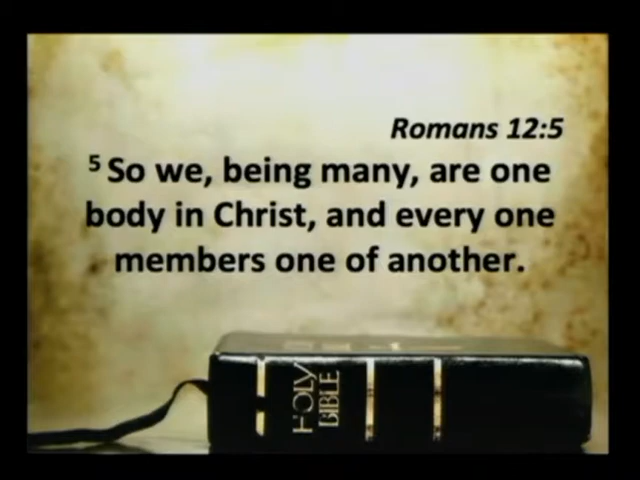 Romans 12:5
5 So we, being many, are one
body in Christ, and every one
members one of another.
HOLY
BIBLE